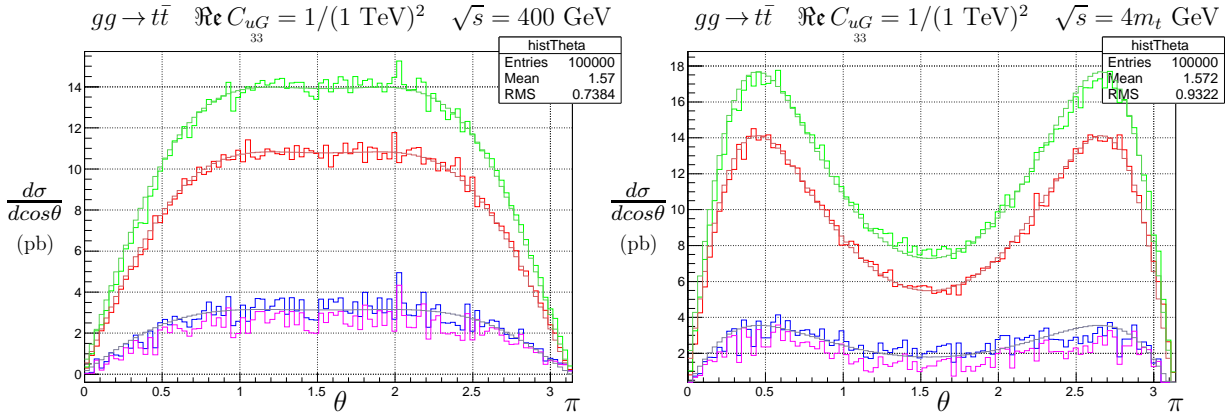 gg → tt̄ ℜe C_uG = 1/(1 TeV)² √s = 400 GeV
33
histTheta
Entries 100000
Mean 1.57
RMS 0.7384
14
12
10
8
6
4
2
0
dσ
dcosθ
(pb)
0 0.5 1 1.5 2 2.5 3
θ π
gg → tt̄ ℜe C_uG = 1/(1 TeV)² √s = 4m_t GeV
33
histTheta
Entries 100000
Mean 1.572
RMS 0.9322
18
16
14
12
10
8
6
4
2
dσ
dcosθ
(pb)
0 0.5 1 1.5 2 2.5 3
θ π